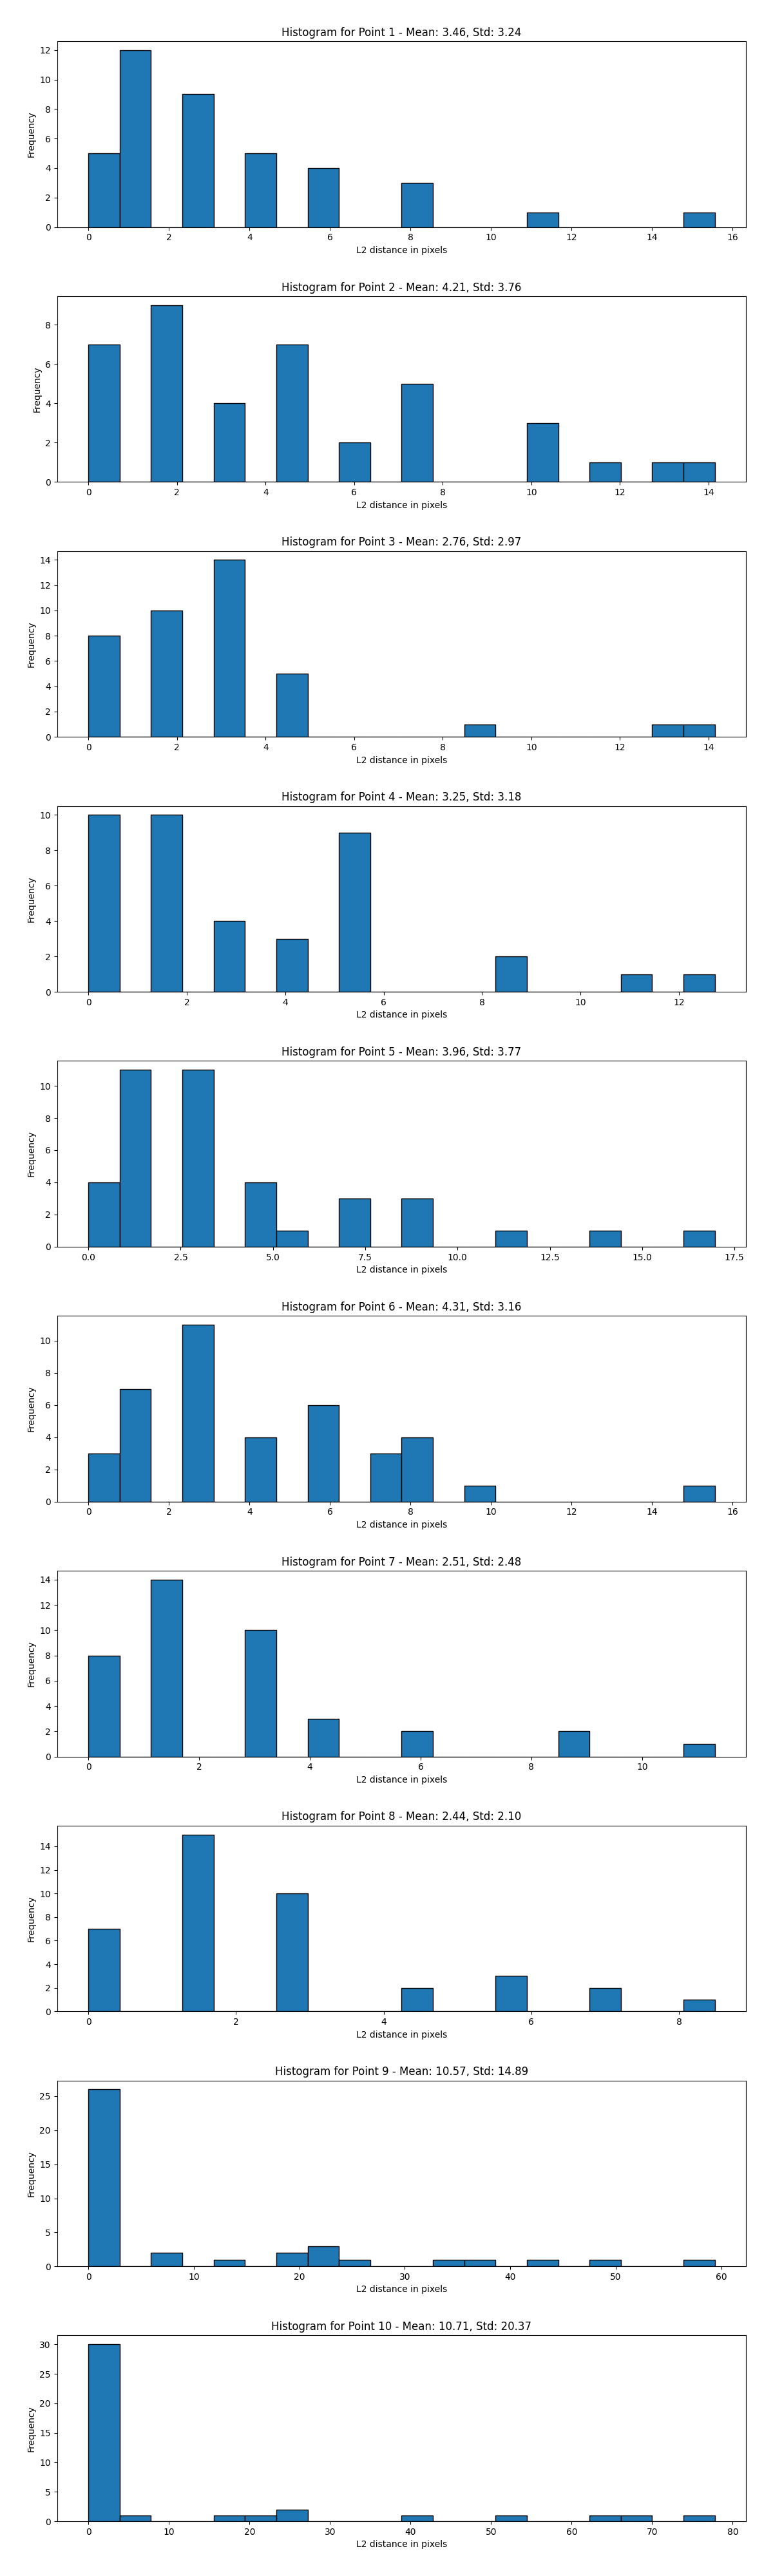 Histogram for Point 1 - Mean: 3.46, Std: 3.24
12
10
8
6
4
2
0
Frequency
0 2 4 6 8 10 12 14 16
L2 distance in pixels
Histogram for Point 2 - Mean: 4.21, Std: 3.76
8
6
4
2
0
Frequency
0 2 4 6 8 10 12 14
L2 distance in pixels
Histogram for Point 3 - Mean: 2.76, Std: 2.97
14
12
10
8
6
4
2
0
Frequency
0 2 4 6 8 10 12 14
L2 distance in pixels
Histogram for Point 4 - Mean: 3.25, Std: 3.18
10
8
6
4
2
0
Frequency
0 2 4 6 8 10 12
L2 distance in pixels
Histogram for Point 5 - Mean: 3.96, Std: 3.77
10
8
6
4
2
0
Frequency
0.0 2.5 5.0 7.5 10.0 12.5 15.0 17.5
L2 distance in pixels
Histogram for Point 6 - Mean: 4.31, Std: 3.16
10
8
6
4
2
0
Frequency
0 2 4 6 8 10 12 14 16
L2 distance in pixels
Histogram for Point 7 - Mean: 2.51, Std: 2.48
14
12
10
8
6
4
2
0
Frequency
0 2 4 6 8 10
L2 distance in pixels
Histogram for Point 8 - Mean: 2.44, Std: 2.10
14
12
10
8
6
4
2
0
Frequency
0 2 4 6 8
L2 distance in pixels
Histogram for Point 9 - Mean: 10.57, Std: 14.89
25
20
15
10
5
0
Frequency
0 10 20 30 40 50 60
L2 distance in pixels
Histogram for Point 10 - Mean: 10.71, Std: 20.37
30
25
20
15
10
5
0
Frequency
0 10 20 30 40 50 60 70 80
L2 distance in pixels